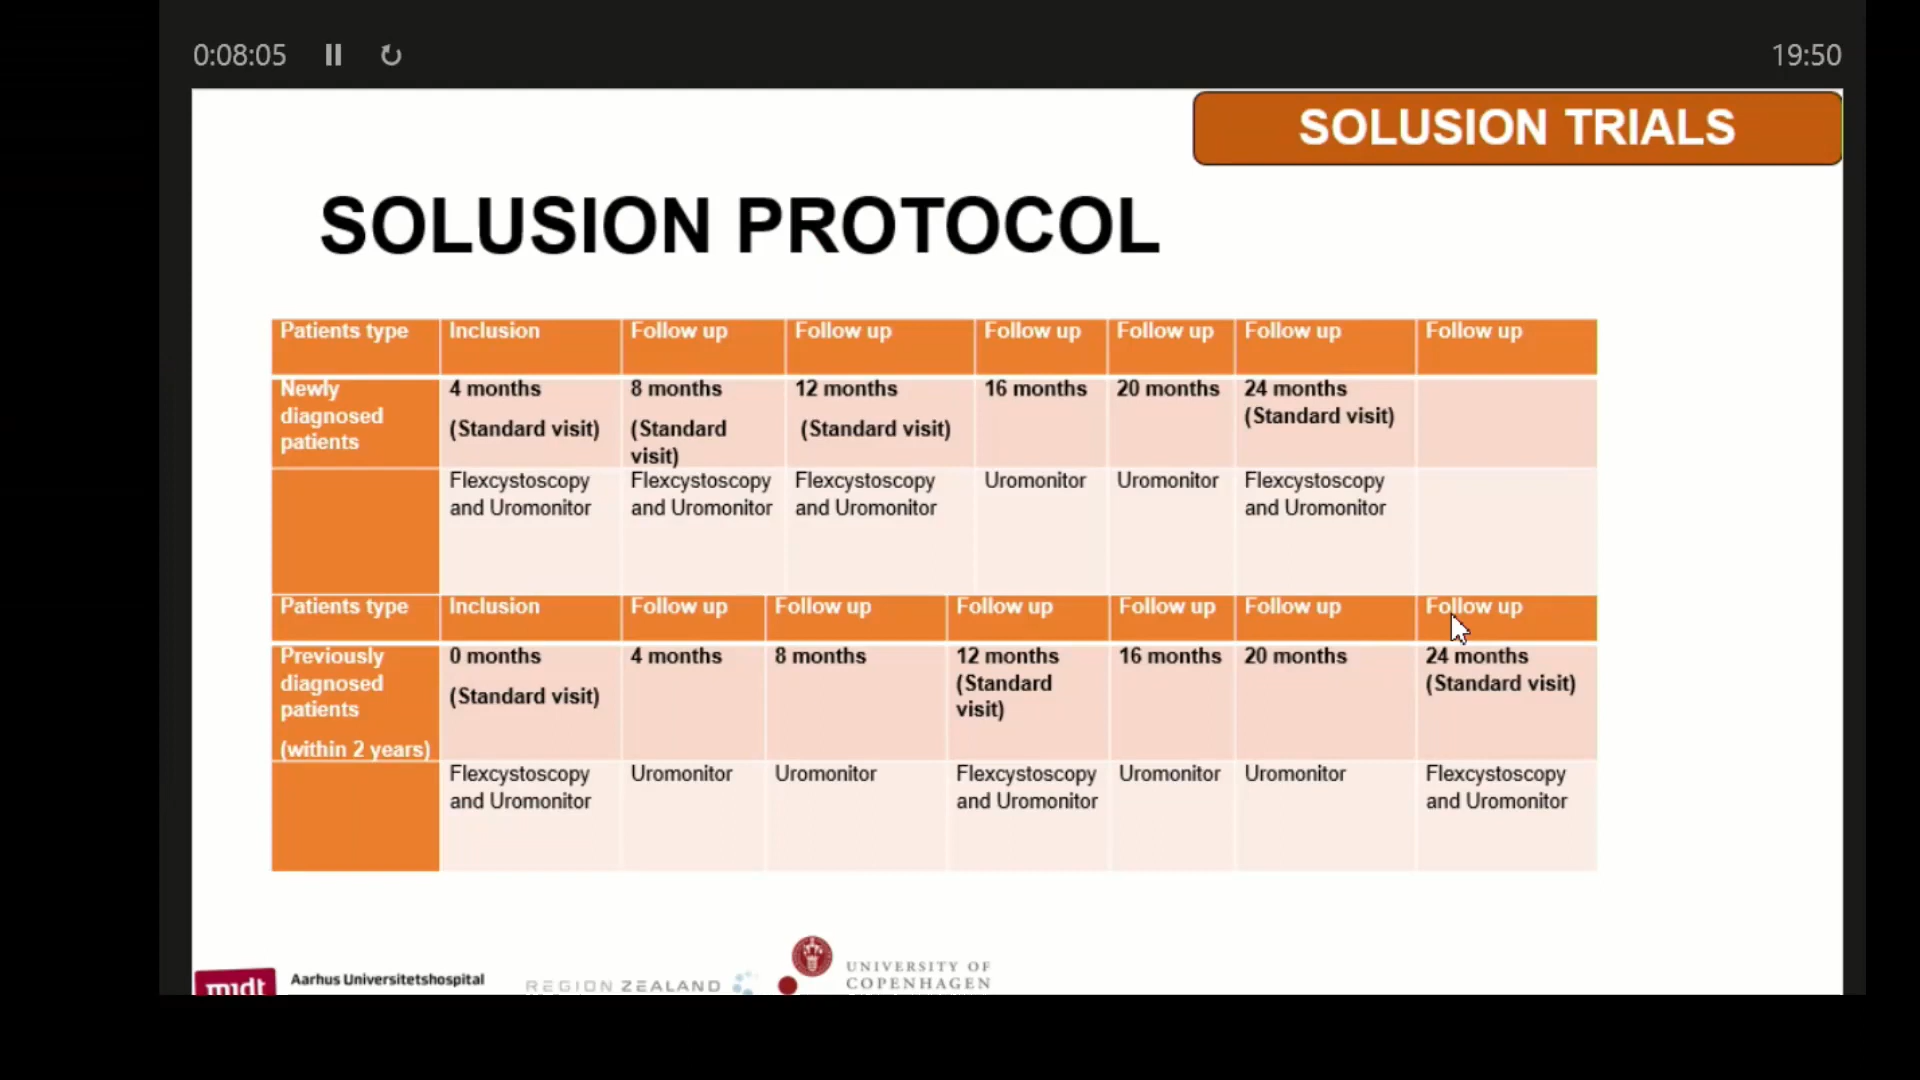 0:08:05
19:50
SOLUSION TRIALS
SOLUSION PROTOCOL
Patients type Inclusion Follow up Follow up Follow up Follow up Follow up Follow up
Newly diagnosed patients
4 months (Standard visit)
8 months (Standard visit)
12 months (Standard visit)
16 months
20 months
24 months (Standard visit)
Flexcystoscopy and Uromonitor
Flexcystoscopy and Uromonitor
Flexcystoscopy and Uromonitor
Uromonitor
Uromonitor
Flexcystoscopy and Uromonitor
Patients type Inclusion Follow up Follow up Follow up Follow up Follow up Follow up
Previously diagnosed patients (within 2 years)
0 months (Standard visit)
4 months
8 months
12 months (Standard visit)
16 months
20 months
24 months (Standard visit)
Flexcystoscopy and Uromonitor
Uromonitor
Uromonitor
Flexcystoscopy and Uromonitor
Uromonitor
Uromonitor
Flexcystoscopy and Uromonitor
midt
Aarhus Universitetshospital
REGION ZEALAND
UNIVERSITY OF
COPENHAGEN